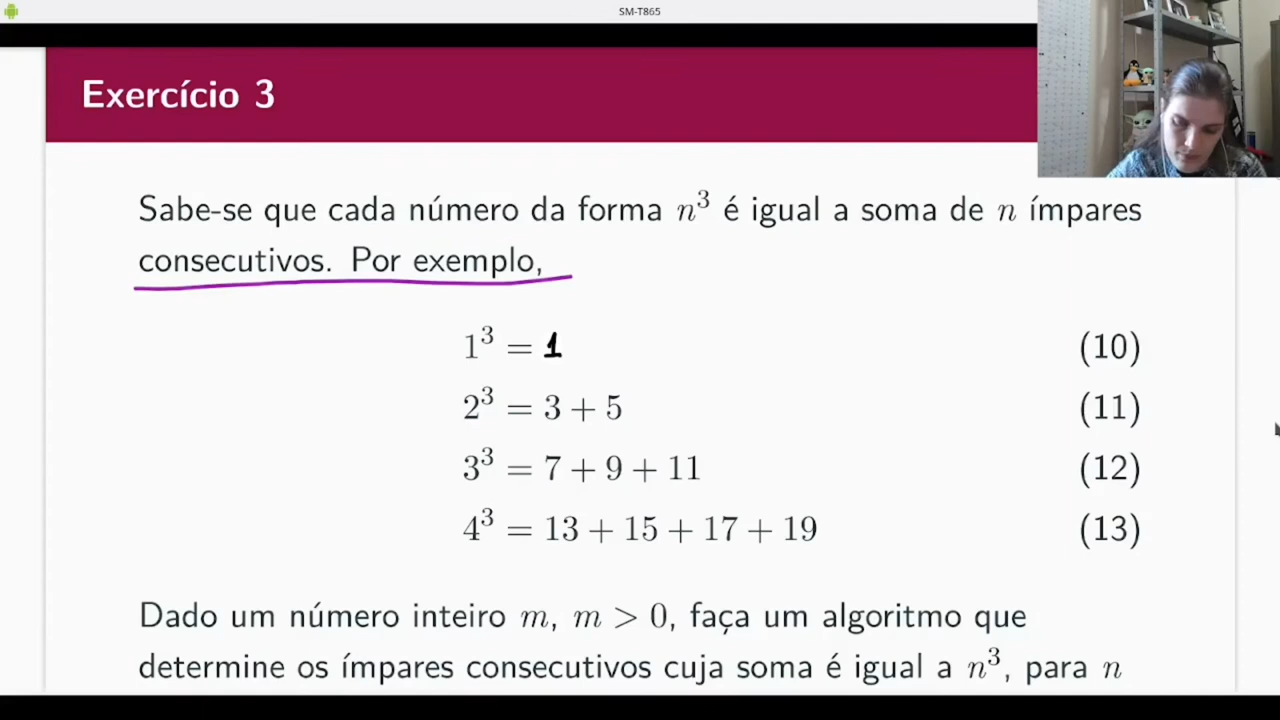 SM-T865
Exercício 3
Sabe-se que cada número da forma n³ é igual a soma de n ímpares
consecutivos. Por exemplo,
1³ = 1 (10)
2³ = 3 + 5 (11)
3³ = 7 + 9 + 11 (12)
4³ = 13 + 15 + 17 + 19 (13)
Dado um número inteiro m, m > 0, faça um algoritmo que
determine os ímpares consecutivos cuja soma é igual a n³, para n